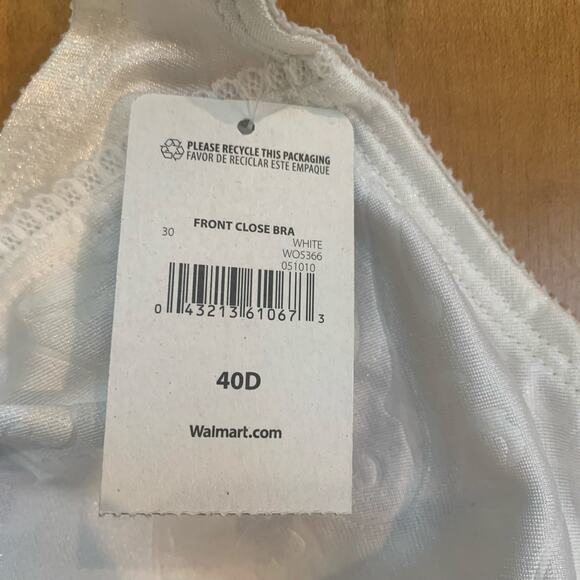 PLEASE RECYCLE THIS PACKAGING
FAVOR DE RECICLAR ESTE EMPAQUE
FRONT CLOSE BRA
30
WHITE
WO5366
051010
0 43213 61067 3
40D
Walmart.com